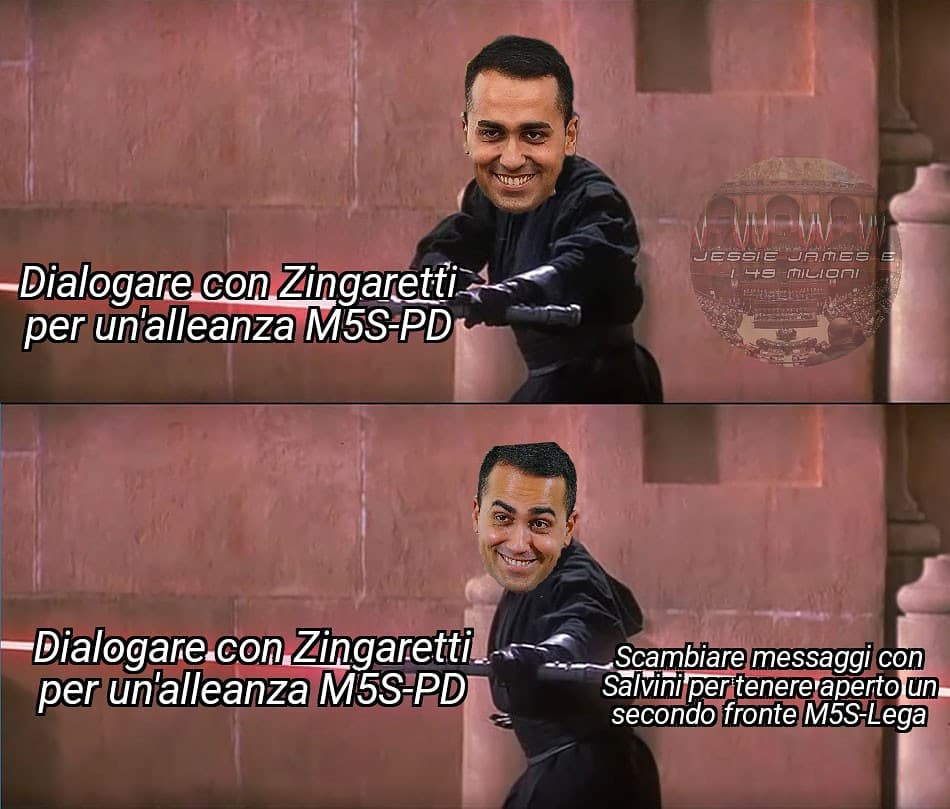 Dialogare con Zingaretti
per un'alleanza M5S-PD
JESSIE JAMES E
I 49 MILIONI
Dialogare con Zingaretti
per un'alleanza M5S-PD
Scambiare messaggi con
Salvini per tenere aperto un
secondo fronte M5S-Lega